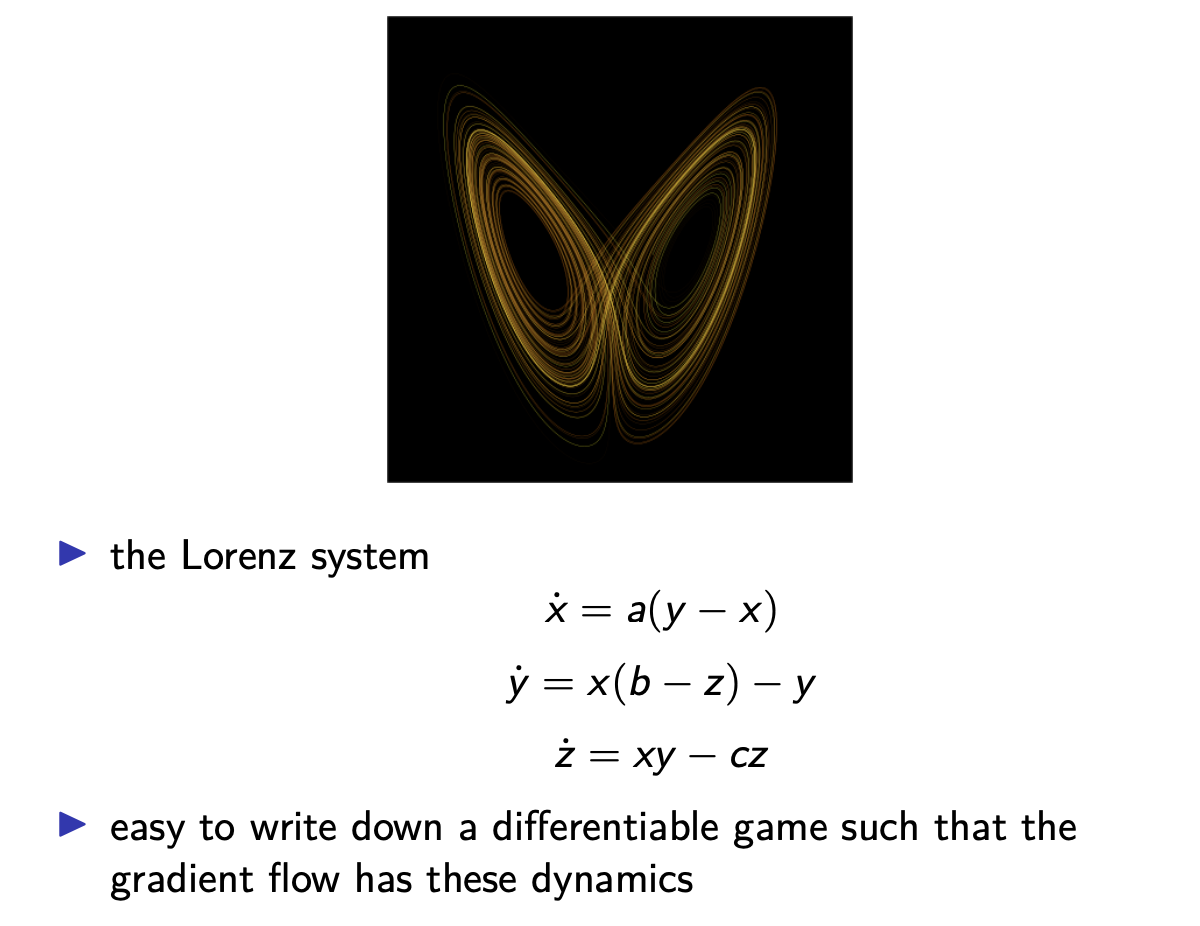 ▶ the Lorenz system
ẋ = a(y − x)
ẏ = x(b − z) − y
ż = xy − cz
▶ easy to write down a differentiable game such that the
gradient flow has these dynamics